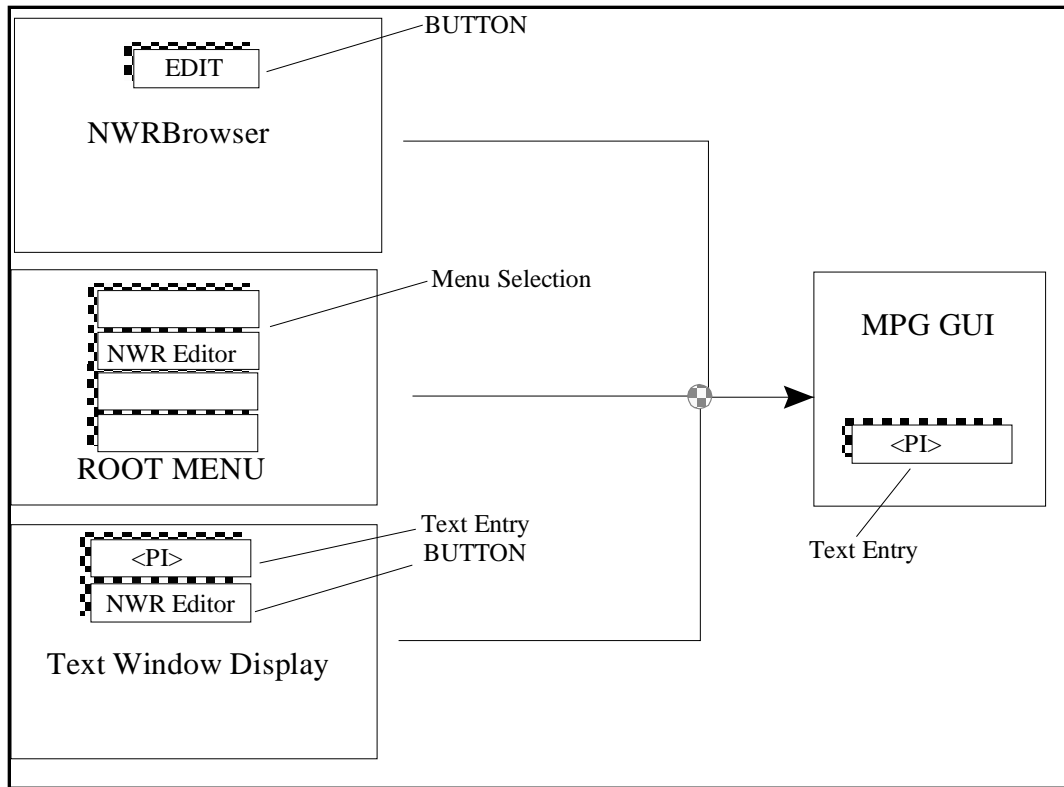 BUTTON
EDIT
NWRBrowser
Menu Selection
NWR Editor
ROOT MENU
Text Entry
<PI>
BUTTON
NWR Editor
Text Window Display
MPG GUI
<PI>
Text Entry